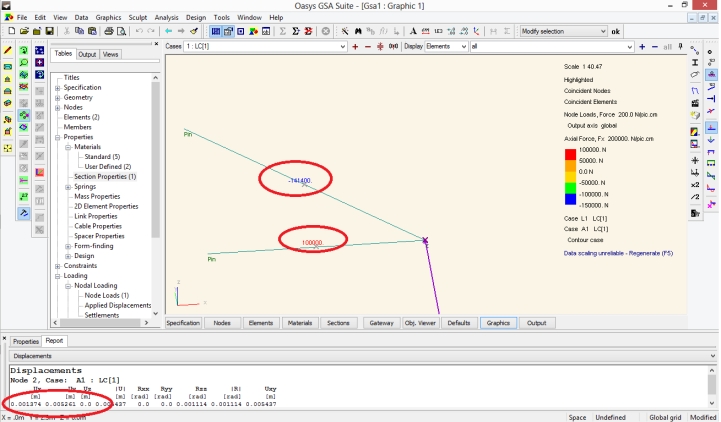 Oasys GSA Suite - [Gsa1 : Graphic 1]
File View Data Graphics Sculpt Analysis Design Tools Window Help
Modify selection ok
Tables Output Views
Cases 1 : LC[1] Display Elements all
Titles
Specification
Geometry
Nodes
Elements (2)
Members
Properties
Materials
Standard (5)
User Defined (2)
Section Properties (1)
Springs
Mass Properties
2D Element Properties
Link Properties
Cable Properties
Spacer Properties
Form-finding
Design
Constraints
Loading
Nodal Loading
Node Loads (1)
Applied Displacements
Settlements
Pin
-141400.
100000.
Pin
Scale 1:40.47
Highlighted
Coincident Nodes
Coincident Elements
Node Loads, Force 200.0 N/pic.cm
Output axis global
Axial Force, Fx 200000. N/pic.cm
100000. N
50000. N
0.0 N
-50000. N
-100000. N
-150000. N
Case L1 LC[1]
Case A1 LC[1]
Contour case
Data scaling unreliable - Regenerate (F5)
Specification Nodes Elements Materials Sections Gateway Obj. Viewer Defaults Graphics Output
Properties Report
Displacements
Displacements
Node 2, Case: A1 : LC[1]
Ux Uz |U| Rxx Ryy Rzz |R| Uxy
[m] [m] [m] [m] [rad] [rad] [rad] [rad] [m]
0.001374 0.005261 0.0 0.005437 0.0 0.0 0.001114 0.001114 0.005437
Space Undefined Global grid Modified